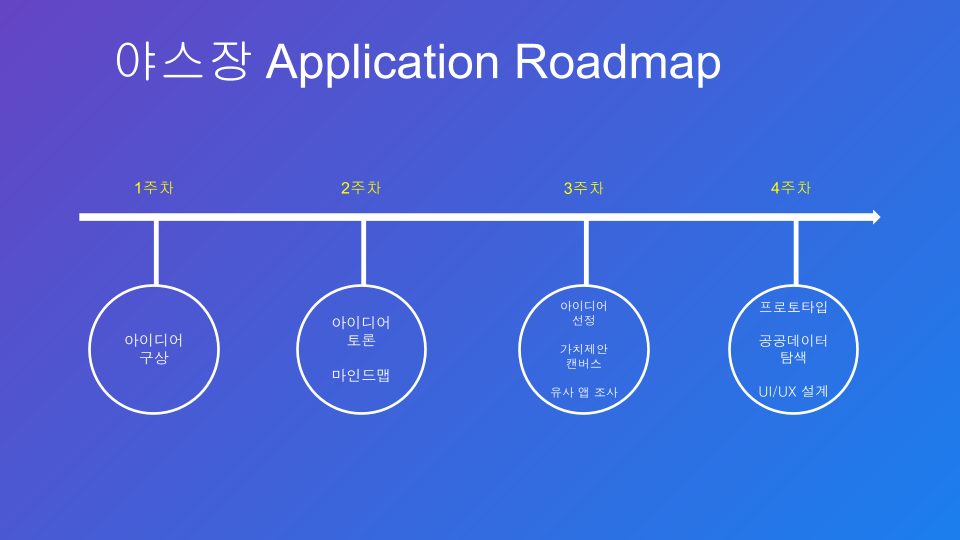 야스장 Application Roadmap
1주차
2주차
3주차
4주차
아이디어
구상
아이디어
토론
마인드맵
아이디어
선정
가치제안
캔버스
유사 앱 조사
프로토타입
공공데이터
탐색
UI/UX 설계